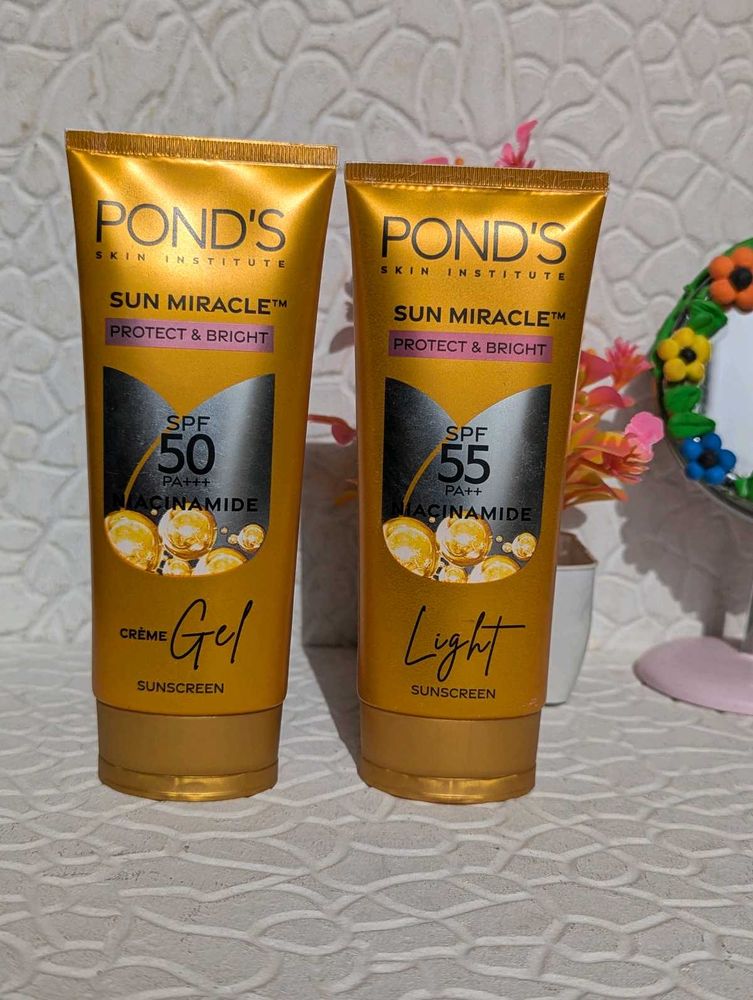 POND'S
SKIN INSTITUTE
SUN MIRACLE™
PROTECT & BRIGHT
SPF
50
PA+++
NIACINAMIDE
CRÈME Gel
SUNSCREEN
POND'S
SKIN INSTITUTE
SUN MIRACLE™
PROTECT & BRIGHT
SPF
55
PA++
NIACINAMIDE
Light
SUNSCREEN